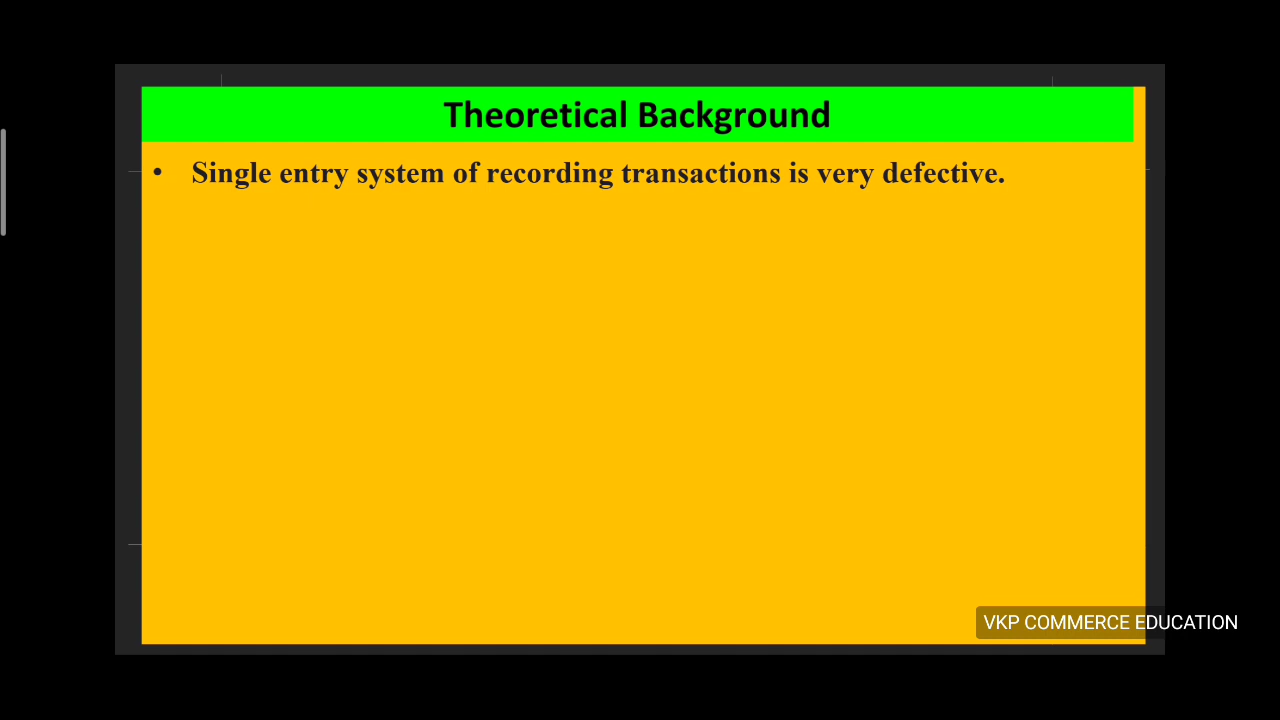 Theoretical Background
• Single entry system of recording transactions is very defective.
VKP COMMERCE EDUCATION